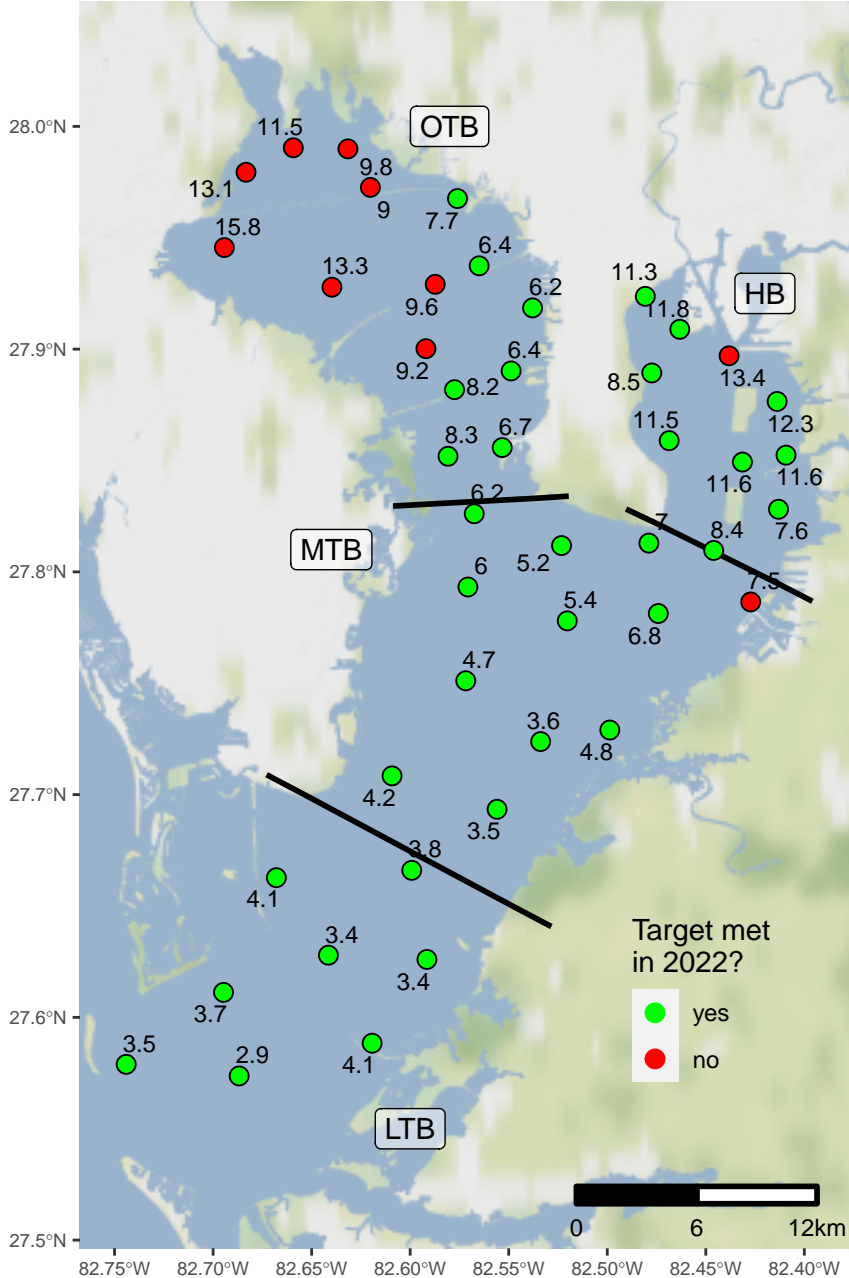 28.0°N
27.9°N
27.8°N
27.7°N
27.6°N
27.5°N
OTB
11.5
9.8
13.1
9
7.7
15.8
6.4
13.3
9.6
6.2
9.2
6.4
8.2
8.3
6.7
6.2
HB
11.3
11.8
13.4
8.5
12.3
11.5
11.6
11.6
7.6
8.4
7
7.5
MTB
5.2
6
5.4
6.8
4.7
3.6
4.8
4.2
3.5
3.8
4.1
3.4
3.4
3.7
3.5
2.9
4.1
LTB
Target met
in 2022?
yes
no
0 6 12km
82.75°W 82.70°W 82.65°W 82.60°W 82.55°W 82.50°W 82.45°W 82.40°W